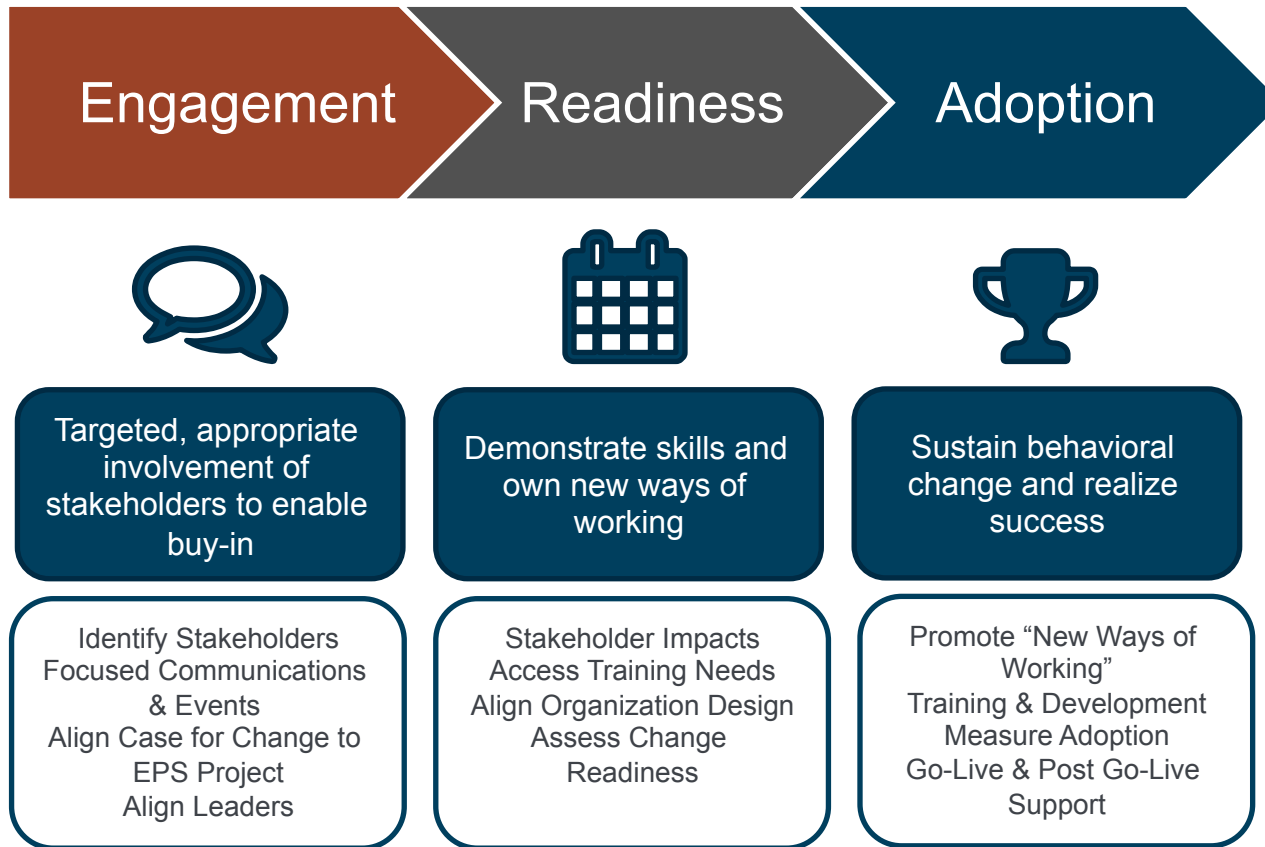 Engagement
Readiness
Adoption
Targeted, appropriate
involvement of
stakeholders to enable
buy-in
Demonstrate skills and
own new ways of
working
Sustain behavioral
change and realize
success
Identify Stakeholders
Focused Communications
& Events
Align Case for Change to
EPS Project
Align Leaders
Stakeholder Impacts
Access Training Needs
Align Organization Design
Assess Change
Readiness
Promote “New Ways of
Working”
Training & Development
Measure Adoption
Go-Live & Post Go-Live
Support